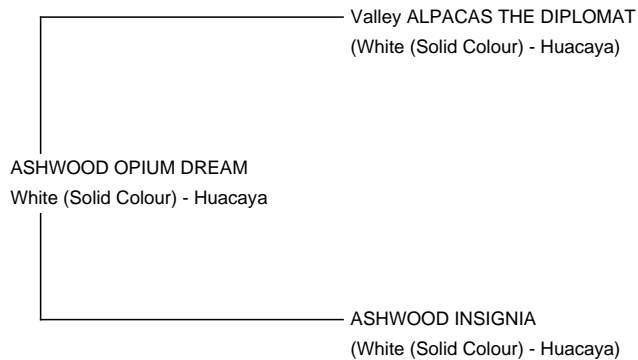 Valley ALPACAS THE DIPLOMAT
(White (Solid Colour) - Huacaya)
ASHWOOD OPIUM DREAM
White (Solid Colour) - Huacaya
ASHWOOD INSIGNIA
(White (Solid Colour) - Huacaya)